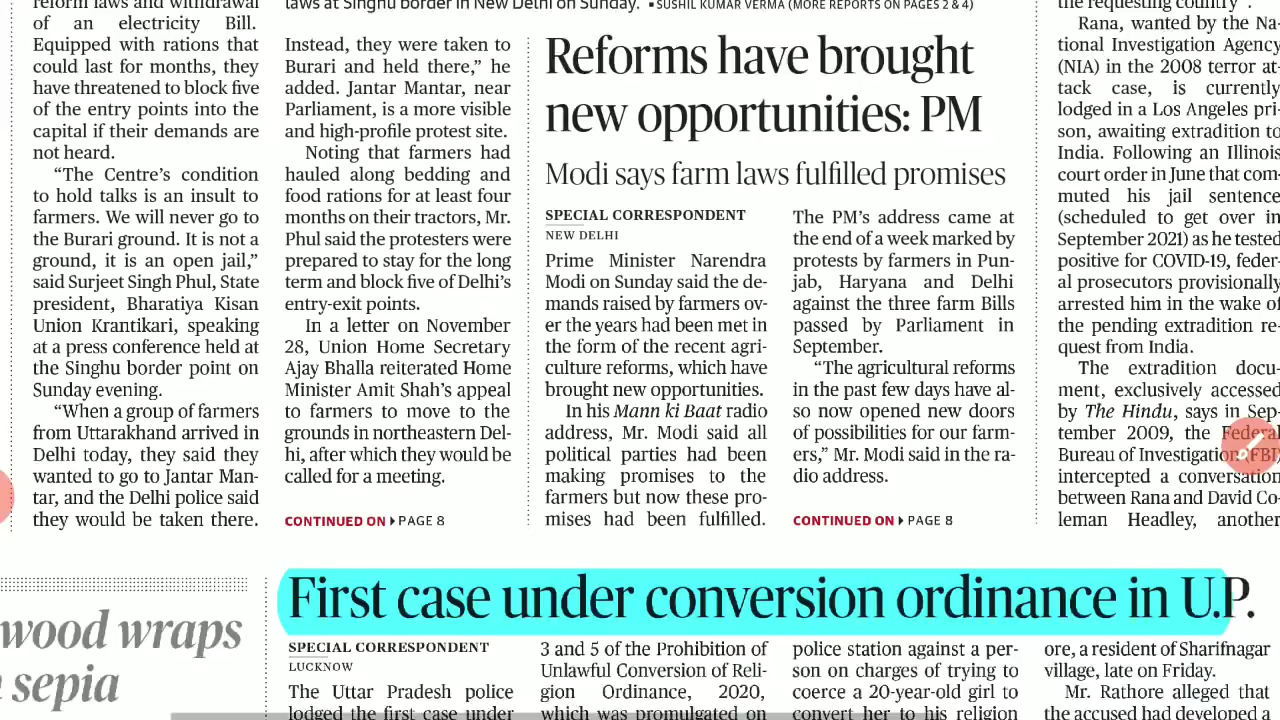 reform laws and withdrawal
of an electricity Bill.
Equipped with rations that
could last for months, they
have threatened to block five
of the entry points into the
capital if their demands are
not heard.
“The Centre’s condition
to hold talks is an insult to
farmers. We will never go to
the Burari ground. It is not a
ground, it is an open jail,”
said Surjeet Singh Phul, State
president, Bharatiya Kisan
Union Krantikari, speaking
at a press conference held at
the Singhu border point on
Sunday evening.
“When a group of farmers
from Uttarakhand arrived in
Delhi today, they said they
wanted to go to Jantar Man-
tar, and the Delhi police said
they would be taken there.
laws at Singhu border in New Delhi on Sunday. ▪ SUSHIL KUMAR VERMA (MORE REPORTS ON PAGES 2 & 4)
Instead, they were taken to
Burari and held there,” he
added. Jantar Mantar, near
Parliament, is a more visible
and high-profile protest site.
Noting that farmers had
hauled along bedding and
food rations for at least four
months on their tractors, Mr.
Phul said the protesters were
prepared to stay for the long
term and block five of Delhi’s
entry-exit points.
In a letter on November
28, Union Home Secretary
Ajay Bhalla reiterated Home
Minister Amit Shah’s appeal
to farmers to move to the
grounds in northeastern Del-
hi, after which they would be
called for a meeting.
CONTINUED ON ▸ PAGE 8
Reforms have brought
new opportunities: PM
Modi says farm laws fulfilled promises
SPECIAL CORRESPONDENT
NEW DELHI
Prime Minister Narendra
Modi on Sunday said the de-
mands raised by farmers ov-
er the years had been met in
the form of the recent agri-
culture reforms, which have
brought new opportunities.
In his Mann ki Baat radio
address, Mr. Modi said all
political parties had been
making promises to the
farmers but now these pro-
mises had been fulfilled.
The PM’s address came at
the end of a week marked by
protests by farmers in Pun-
jab, Haryana and Delhi
against the three farm Bills
passed by Parliament in
September.
“The agricultural reforms
in the past few days have al-
so now opened new doors
of possibilities for our farm-
ers,” Mr. Modi said in the ra-
dio address.
CONTINUED ON ▸ PAGE 8
the requesting country”.
Rana, wanted by the Na-
tional Investigation Agency
(NIA) in the 2008 terror at-
tack case, is currently
lodged in a Los Angeles pri-
son, awaiting extradition to
India. Following an Illinois
court order in June that com-
muted his jail sentence
(scheduled to get over in
September 2021) as he tested
positive for COVID-19, feder-
al prosecutors provisionally
arrested him in the wake of
the pending extradition re-
quest from India.
The extradition docu-
ment, exclusively accessed
by The Hindu, says in Sep-
tember 2009, the Federal
Bureau of Investigation (FBI)
intercepted a conversation
between Rana and David Co-
leman Headley, another
wood wraps
sepia
First case under conversion ordinance in U.P.
SPECIAL CORRESPONDENT
LUCKNOW
The Uttar Pradesh police
lodged the first case under
3 and 5 of the Prohibition of
Unlawful Conversion of Reli-
gion Ordinance, 2020,
which was promulgated on
police station against a per-
son on charges of trying to
coerce a 20-year-old girl to
convert her to his religion
ore, a resident of Sharifnagar
village, late on Friday.
Mr. Rathore alleged that
the accused had developed a